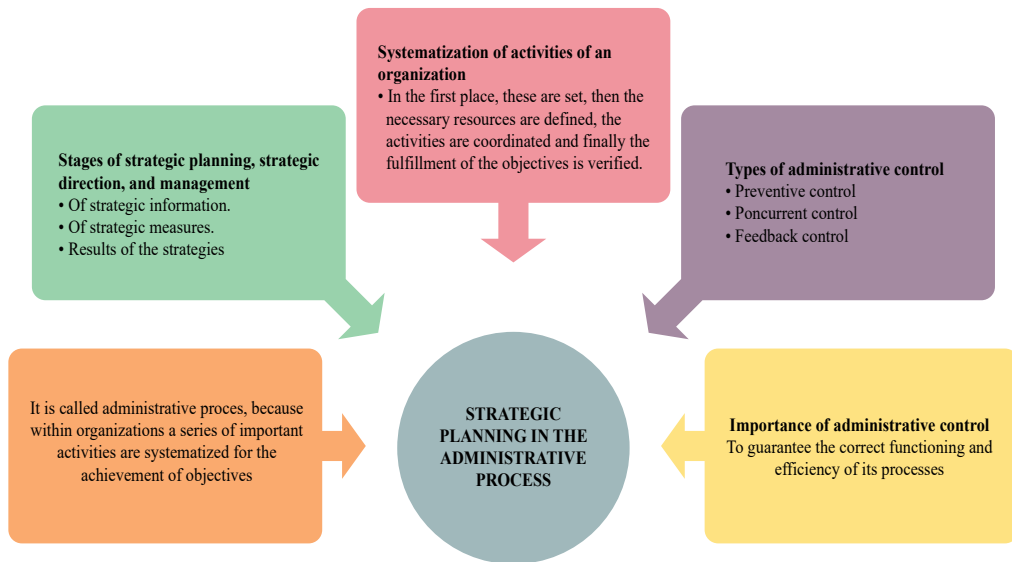 Systematization of activities of an
organization
• In the first place, these are set, then the
necessary resources are defined, the
activities are coordinated and finally the
fulfillment of the objectives is verified.
Stages of strategic planning, strategic
direction, and management
• Of strategic information.
• Of strategic measures.
• Results of the strategies
Types of administrative control
• Preventive control
• Poncurrent control
• Feedback control
It is called administrative proces, because
within organizations a series of important
activities are systematized for the
achievement of objectives
STRATEGIC
PLANNING IN THE
ADMINISTRATIVE
PROCESS
Importance of administrative control
To guarantee the correct functioning and
efficiency of its processes